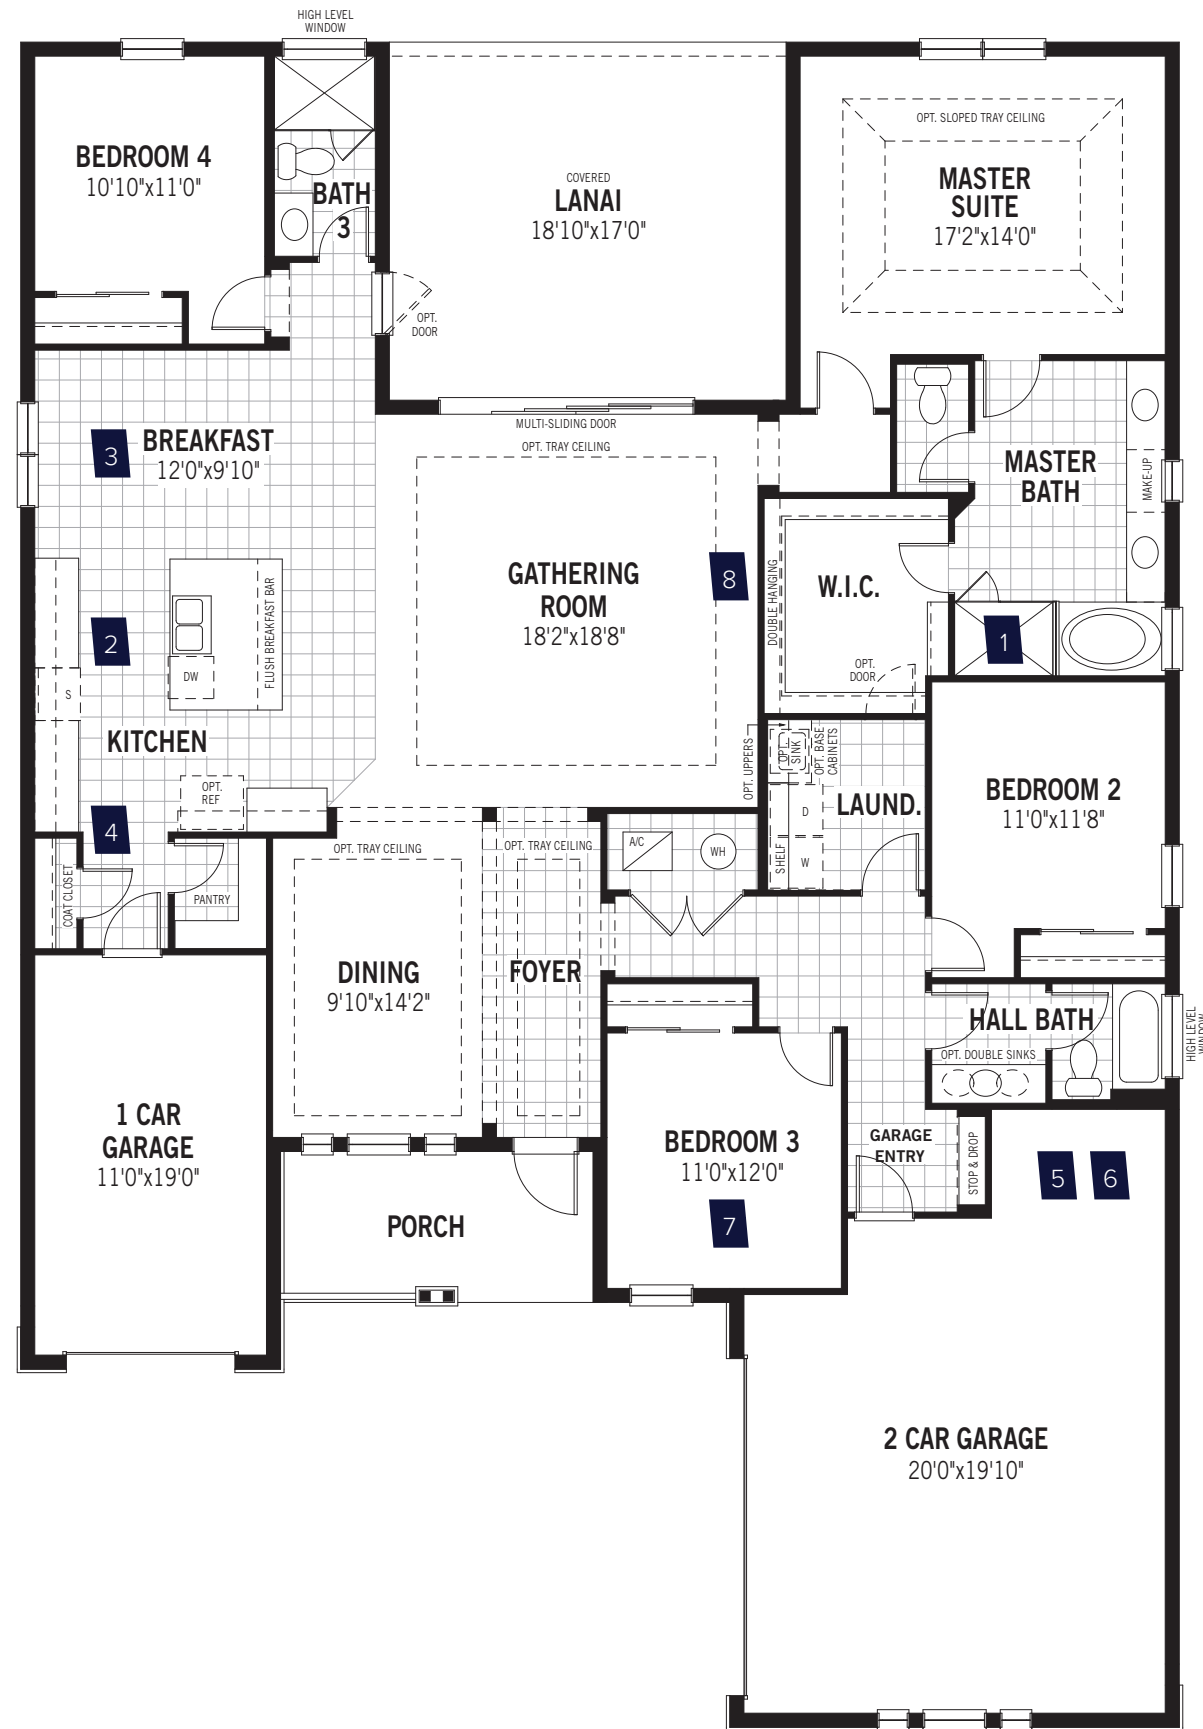 HIGH LEVEL
WINDOW
BEDROOM 4
10'10"x11'0"
BATH
3
COVERED
LANAI
18'10"x17'0"
OPT. SLOPED TRAY CEILING
MASTER
SUITE
17'2"x14'0"
OPT.
DOOR
MULTI-SLIDING DOOR
OPT. TRAY CEILING
3
BREAKFAST
12'0"x9'10"
MASTER
BATH
MAKE-UP
GATHERING
ROOM
18'2"x18'8"
8
DOUBLE HANGING
W.I.C.
2
DW
FLUSH BREAKFAST BAR
1
OPT.
DOOR
S
KITCHEN
OPT.
REF
4
OPT. UPPERS
OPT.
SINK
OPT. BASE
CABINETS
LAUND.
D
SHELF
W
BEDROOM 2
11'0"x11'8"
OPT. TRAY CEILING
OPT. TRAY CEILING
A/C
WH
COAT CLOSET
PANTRY
DINING
9'10"x14'2"
FOYER
HALL BATH
OPT. DOUBLE SINKS
HIGH LEVEL
WINDOW
1 CAR
GARAGE
11'0"x19'0"
BEDROOM 3
11'0"x12'0"
7
GARAGE
ENTRY
STOP & DROP
5
6
PORCH
2 CAR GARAGE
20'0"x19'10"